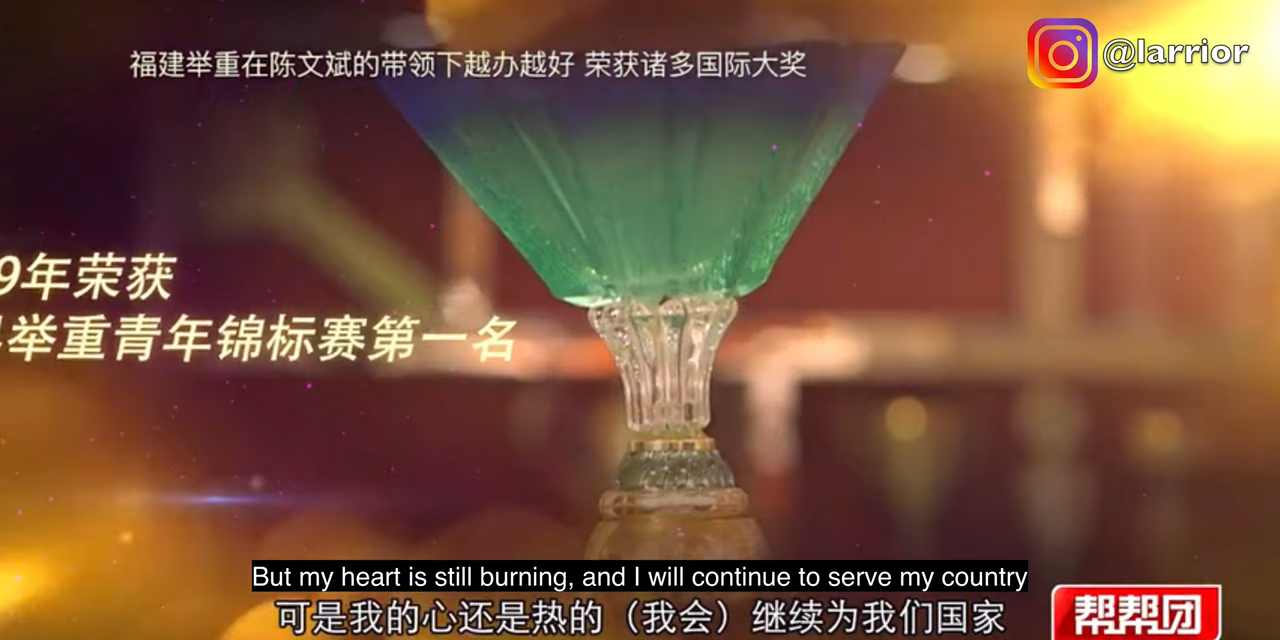 福建举重在陈文斌的带领下越办越好 荣获诸多国际大奖
@larrior
9年荣获
举重青年锦标赛第一名
But my heart is still burning, and I will continue to serve my country
可是我的心还是热的（我会）继续为我们国家
帮帮团